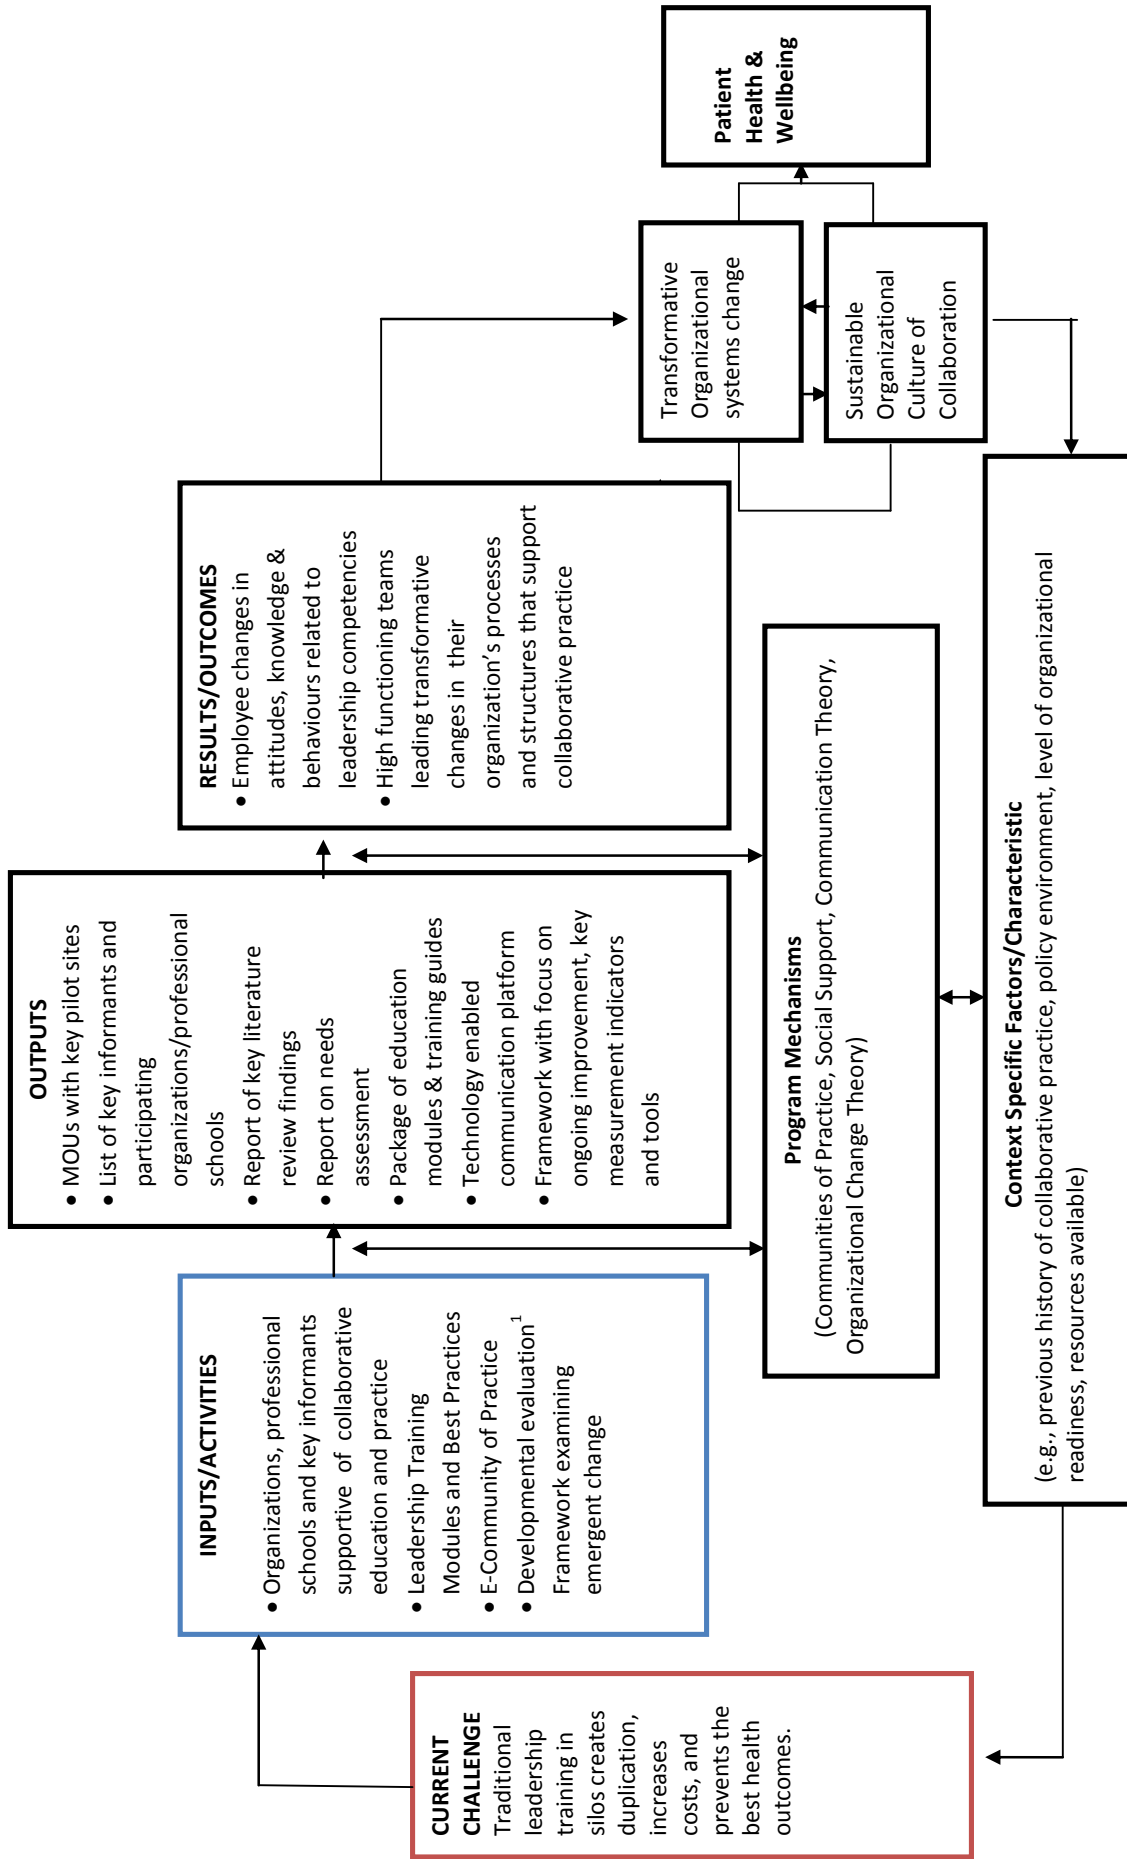 CURRENT
CHALLENGE
Traditional
leadership
training in
silos creates
duplication,
increases
costs, and
prevents the
best health
outcomes.
INPUTS/ACTIVITIES
• Organizations, professional
schools and key informants
supportive of collaborative
education and practice
• Leadership Training
Modules and Best Practices
• E-Community of Practice
• Developmental evaluation1
Framework examining
emergent change
OUTPUTS
• MOUs with key pilot sites
• List of key informants and
participating
organizations/professional
schools
• Report of key literature
review findings
• Report on needs
assessment
• Package of education
modules & training guides
• Technology enabled
communication platform
• Framework with focus on
ongoing improvement, key
measurement indicators
and tools
RESULTS/OUTCOMES
• Employee changes in
attitudes, knowledge &
behaviours related to
leadership competencies
• High functioning teams
leading transformative
changes in their
organization's processes
and structures that support
collaborative practice
Transformative
Organizational
systems change
Sustainable
Organizational
Culture of
Collaboration
Patient
Health &
Wellbeing
Program Mechanisms
(Communities of Practice, Social Support, Communication Theory,
Organizational Change Theory)
Context Specific Factors/Characteristic
(e.g., previous history of collaborative practice, policy environment, level of organizational
readiness, resources available)